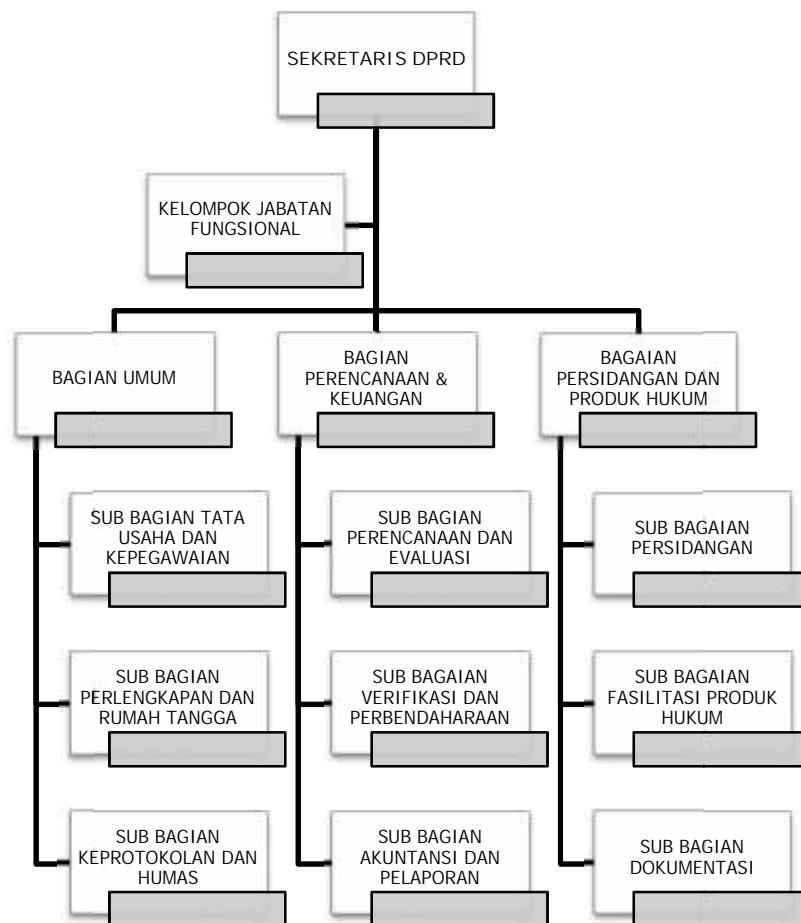 SEKRETARIS DPRD
KELOMPOK JABATAN
FUNGSIONAL
BAGIAN UMUM
BAGIAN
PERENCANAAN &
KEUANGAN
BAGAIAN
PERSIDANGAN DAN
PRODUK HUKUM
SUB BAGIAN TATA
USAHA DAN
KEPEGAWAIAN
SUB BAGIAN
PERENCANAAN DAN
EVALUASI
SUB BAGAIAN
PERSIDANGAN
SUB BAGIAN
PERLENGKAPAN DAN
RUMAH TANGGA
SUB BAGAIAN
VERIFIKASI DAN
PERBENDAHARAAN
SUB BAGAIAN
FASILITASI PRODUK
HUKUM
SUB BAGIAN
KEPROTOKOLAN DAN
HUMAS
SUB BAGIAN
AKUNTANSI DAN
PELAPORAN
SUB BAGIAN
DOKUMENTASI